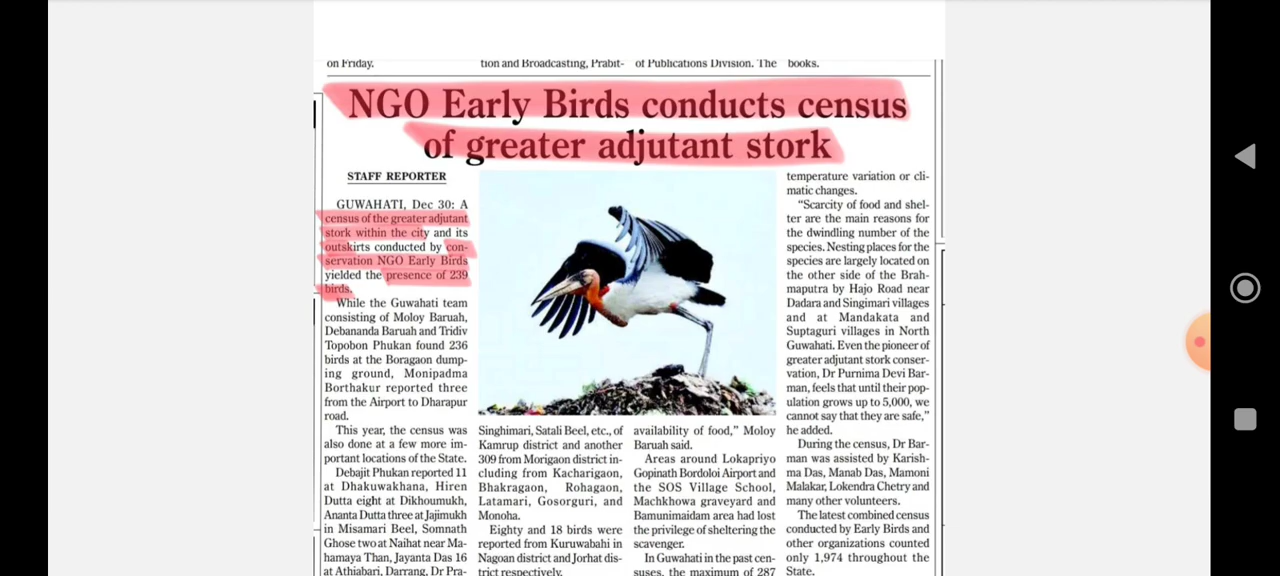 on Friday.
tion and Broadcasting, Prabit-
of Publications Division. The
books.
NGO Early Birds conducts census
of greater adjutant stork
STAFF REPORTER
GUWAHATI, Dec 30: A
census of the greater adjutant
stork within the city and its
outskirts conducted by con-
servation NGO Early Birds
yielded the presence of 239
birds.
While the Guwahati team
consisting of Moloy Baruah,
Debananda Baruah and Tridiv
Topobon Phukan found 236
birds at the Boragaon dump-
ing ground, Monipadma
Borthakur reported three
from the Airport to Dharapur
road.
This year, the census was
also done at a few more im-
portant locations of the State.
Debajit Phukan reported 11
at Dhakuwakhana, Hiren
Dutta eight at Dikhoumukh,
Ananta Dutta three at Jajimukh
in Misamari Beel, Somnath
Ghose two at Naihat near Ma-
hamaya Than, Jayanta Das 16
at Athiabari, Darrang, Dr Pra-
Singhimari, Satali Beel, etc., of
Kamrup district and another
309 from Morigaon district in-
cluding from Kacharigaon,
Bhakragaon, Rohagaon,
Latamari, Gosorguri, and
Monoha.
Eighty and 18 birds were
reported from Kuruwabahi in
Nagoan district and Jorhat dis-
trict respectively.
availability of food," Moloy
Baruah said.
Areas around Lokapriyo
Gopinath Bordoloi Airport and
the SOS Village School,
Machkhowa graveyard and
Bamunimaidam area had lost
the privilege of sheltering the
scavenger.
In Guwahati in the past cen-
suses, the maximum of 287
temperature variation or cli-
matic changes.
"Scarcity of food and shel-
ter are the main reasons for
the dwindling number of the
species. Nesting places for the
species are largely located on
the other side of the Brah-
maputra by Hajo Road near
Dadara and Singimari villages
and at Mandakata and
Suptaguri villages in North
Guwahati. Even the pioneer of
greater adjutant stork conser-
vation, Dr Purnima Devi Bar-
man, feels that until their pop-
ulation grows up to 5,000, we
cannot say that they are safe,"
he added.
During the census, Dr Bar-
man was assisted by Karish-
ma Das, Manab Das, Mamoni
Malakar, Lokendra Chetry and
many other volunteers.
The latest combined census
conducted by Early Birds and
other organizations counted
only 1,974 throughout the
State.